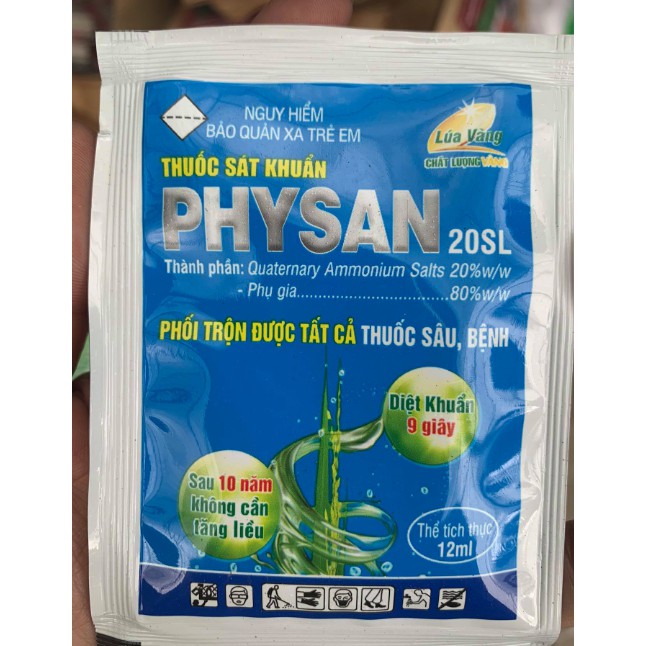 NGUY HIỂM
BẢO QUẢN XA TRẺ EM
Lúa Vàng
CHẤT LƯỢNG VÀNG
THUỐC SÁT KHUẨN
PHYSAN 20SL
Thành phần: Quaternary Ammonium Salts 20%w/w
- Phụ gia..............................80%w/w
PHỐI TRỘN ĐƯỢC TẤT CẢ THUỐC SÂU, BỆNH
Diệt Khuẩn
9 giây
Sau 10 năm
không cần
tăng liều
Thể tích thực
12ml